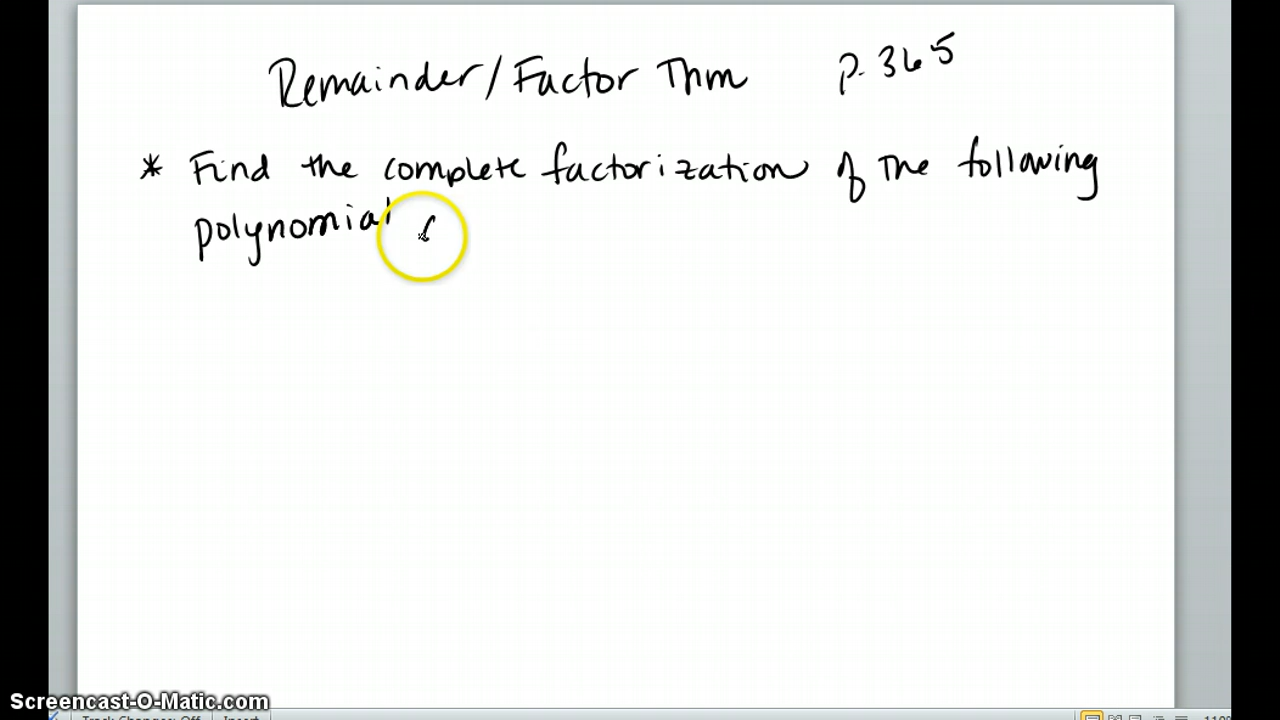 Remainder/Factor Thm p. 365
* Find the complete factorization of the following
polynomial
Screencast-O-Matic.com